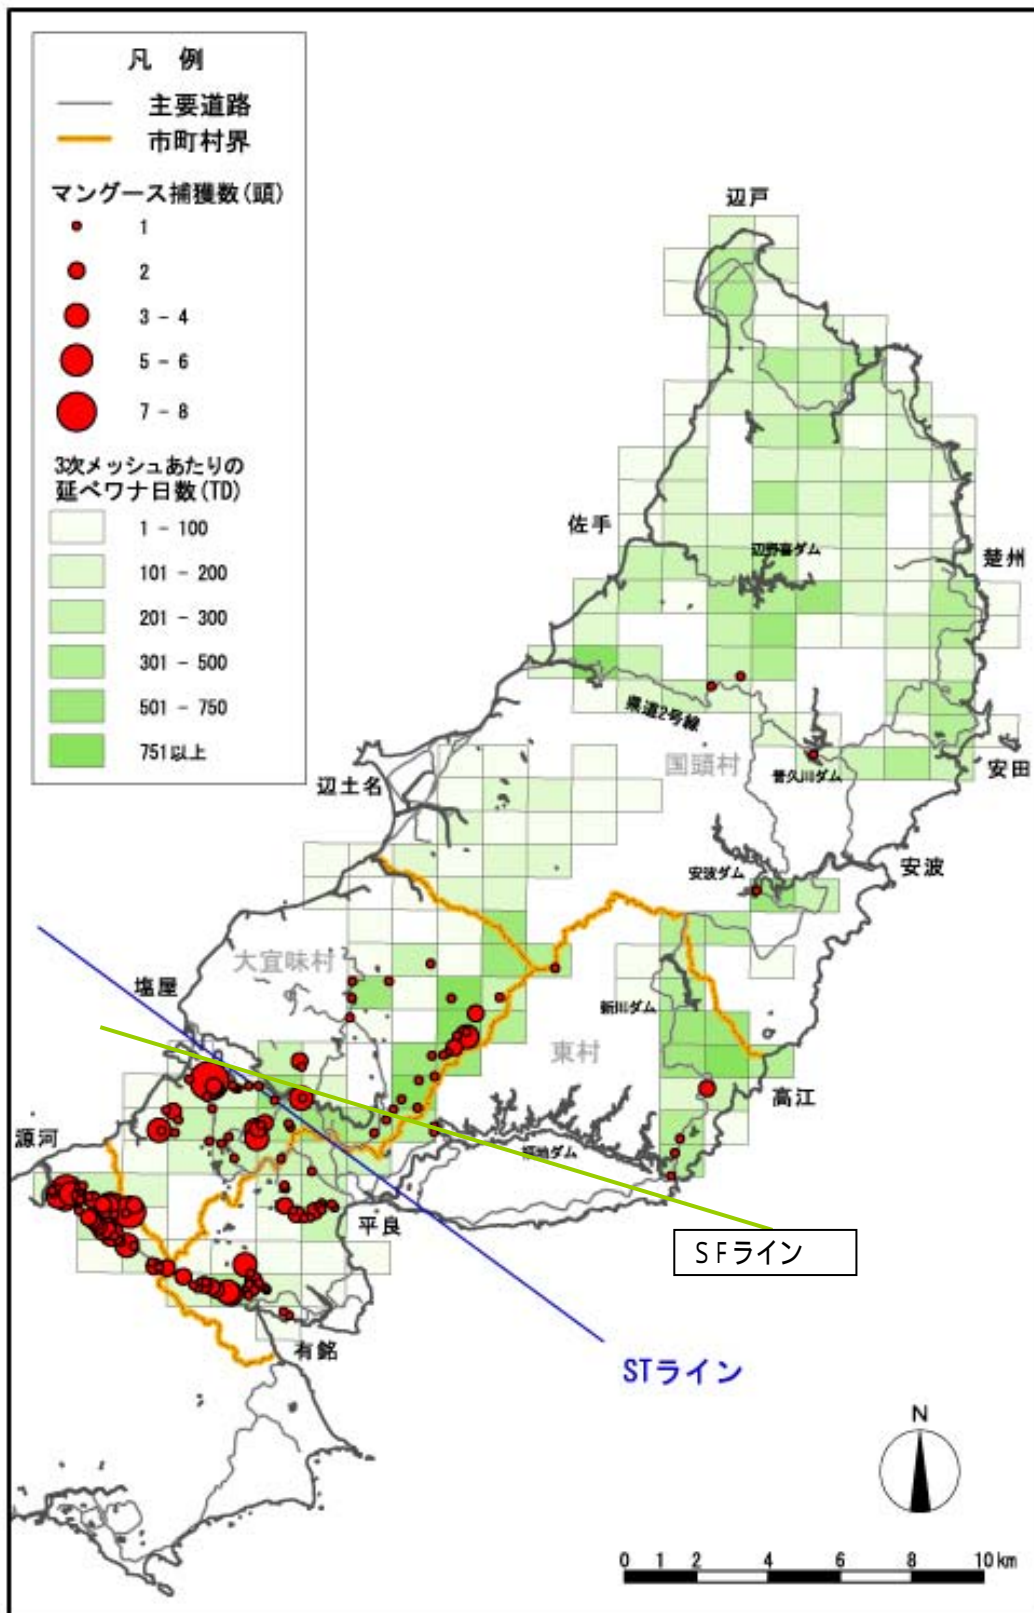 凡 例
主要道路
市町村界
マングース捕獲数(頭)
1
2
3 - 4
5 - 6
7 - 8
3次メッシュあたりの
延べワナ日数(TD)
1 - 100
101 - 200
201 - 300
301 - 500
501 - 750
751以上
辺戸
佐手
辺野喜ダム
楚州
県道2号線
国頭村
普久川ダム
安田
辺土名
安波ダム
安波
大宜味村
塩屋
新川ダム
東村
高江
源河
福地ダム
平良
SFライン
有銘
STライン
N
0 1 2 4 6 8 10km